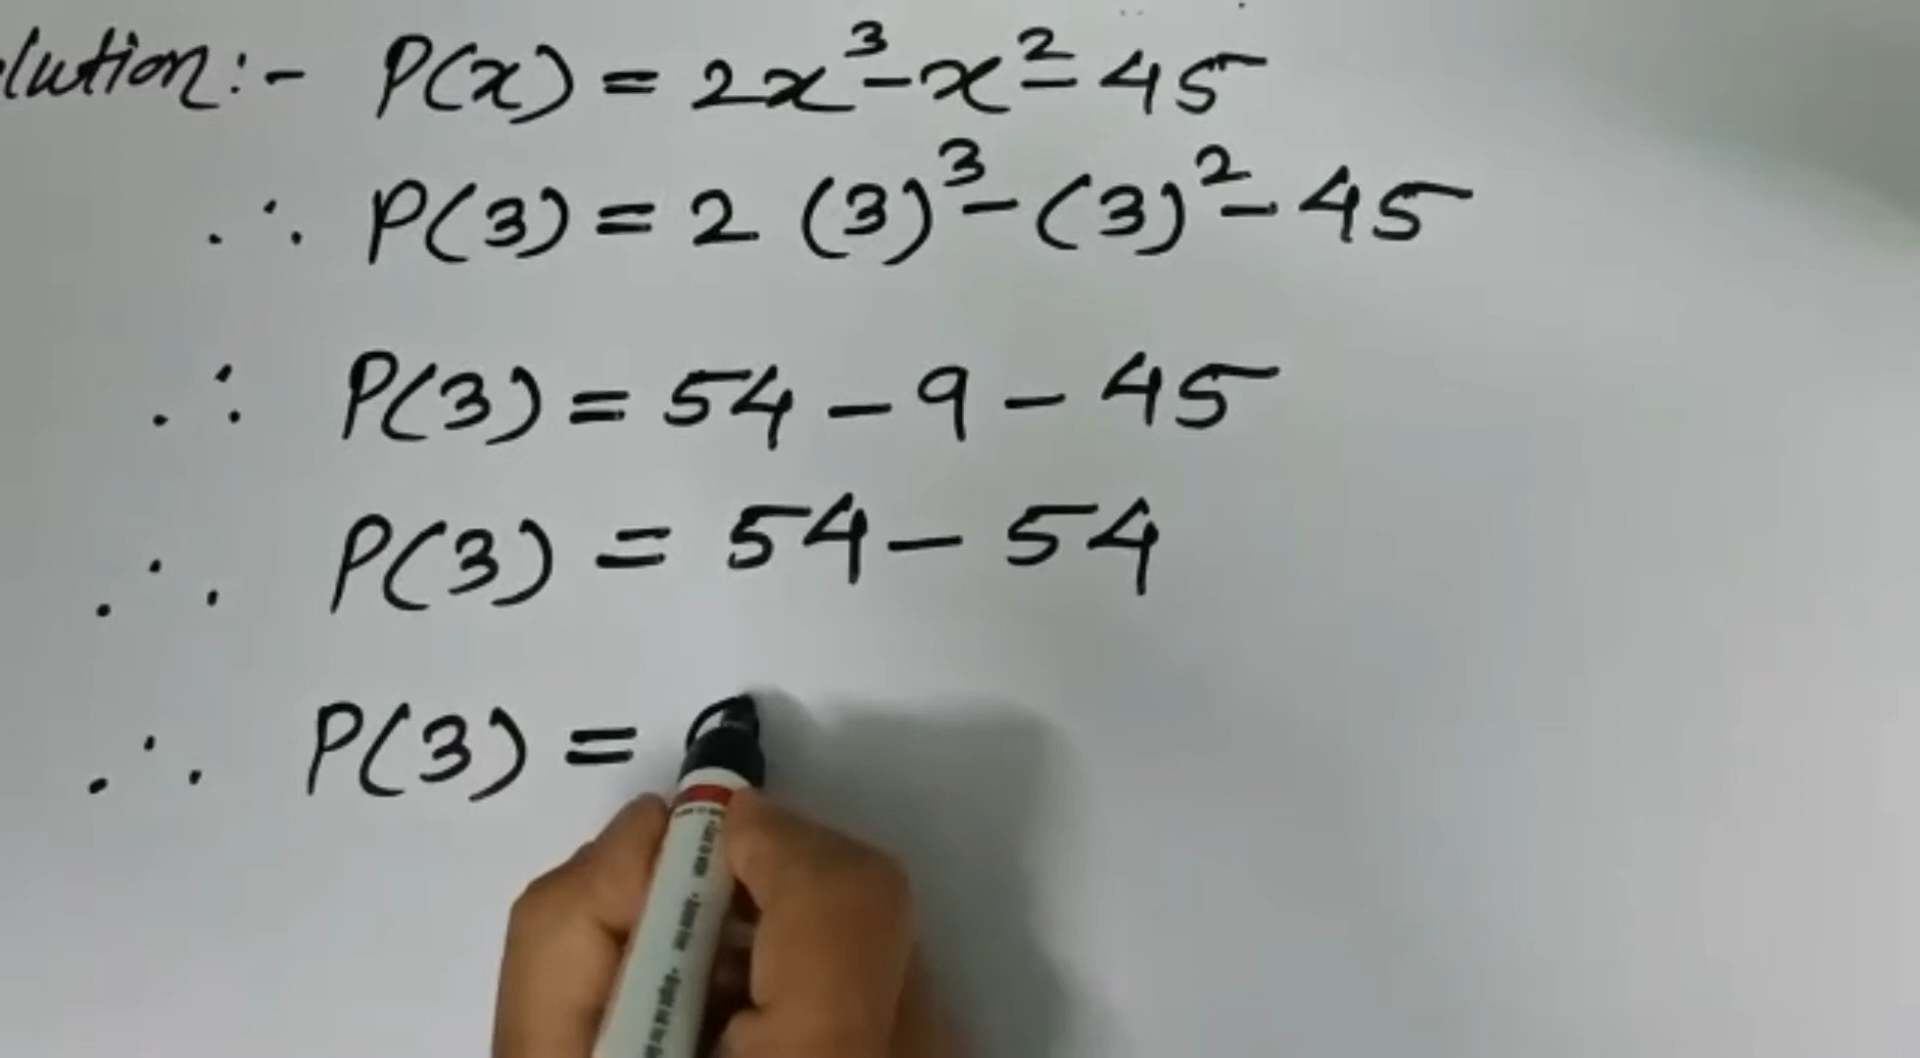 lution:- P(x) = 2x³-x²-45
∴ P(3) = 2 (3)³-(3)²-45
∴ P(3) = 54-9-45
∴ P(3) = 54-54
∴ P(3) =